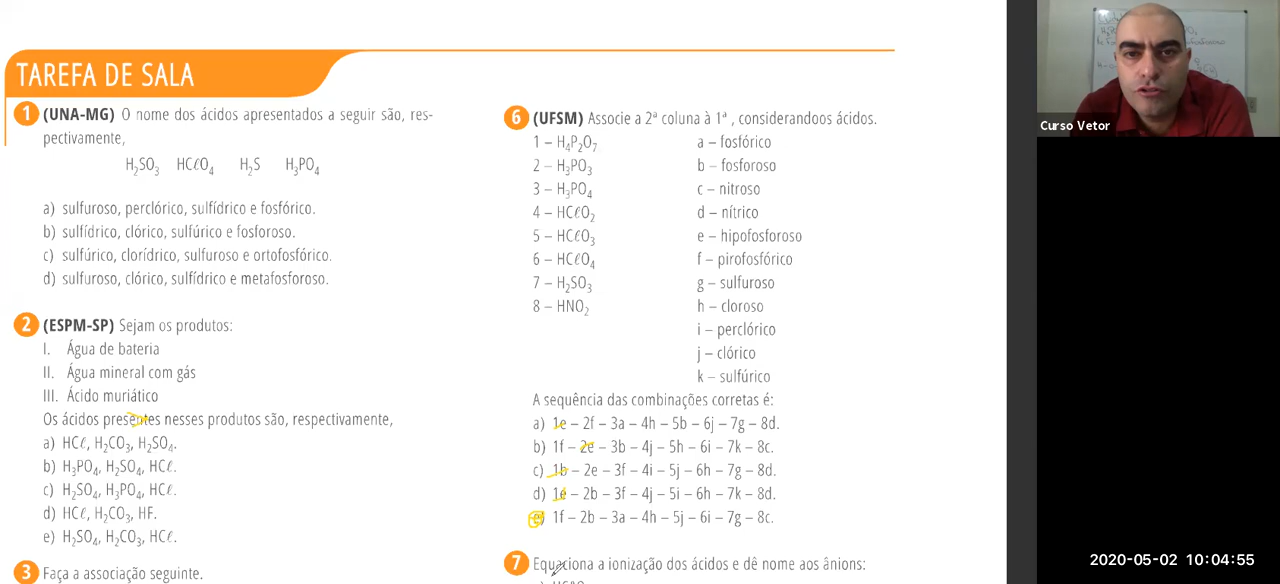 TAREFA DE SALA
1 (UNA-MG) O nome dos ácidos apresentados a seguir são, res-
pectivamente,
H₂SO₃ HCℓO₄ H₂S H₃PO₄
a) sulfuroso, perclórico, sulfídrico e fosfórico.
b) sulfídrico, clórico, sulfúrico e fosforoso.
c) sulfúrico, clorídrico, sulfuroso e ortofosfórico.
d) sulfuroso, clórico, sulfídrico e metafosforoso.
2 (ESPM-SP) Sejam os produtos:
I. Água de bateria
II. Água mineral com gás
III. Ácido muriático
Os ácidos presentes nesses produtos são, respectivamente,
a) HCℓ, H₂CO₃, H₂SO₄.
b) H₃PO₄, H₂SO₄, HCℓ.
c) H₂SO₄, H₃PO₄, HCℓ.
d) HCℓ, H₂CO₃, HF.
e) H₂SO₄, H₂CO₃, HCℓ.
3 Faça a associação seguinte.
6 (UFSM) Associe a 2ª coluna à 1ª , considerandoos ácidos.
1 – H₄P₂O₇ a – fosfórico
2 – H₃PO₃ b – fosforoso
3 – H₃PO₄ c – nitroso
4 – HCℓO₂ d – nítrico
5 – HCℓO₃ e – hipofosforoso
6 – HCℓO₄ f – pirofosfórico
7 – H₂SO₃ g – sulfuroso
8 – HNO₂ h – cloroso
i – perclórico
j – clórico
k – sulfúrico
A sequência das combinações corretas é:
a) 1e – 2f – 3a – 4h – 5b – 6j – 7g – 8d.
b) 1f – 2e – 3b – 4j – 5h – 6i – 7k – 8c.
c) 1b – 2e – 3f – 4i – 5j – 6h – 7g – 8d.
d) 1e – 2b – 3f – 4j – 5i – 6h – 7k – 8d.
e) 1f – 2b – 3a – 4h – 5j – 6i – 7g – 8c.
7 Equaciona a ionização dos ácidos e dê nome aos ânions:
Curso Vetor
2020-05-02 10:04:55